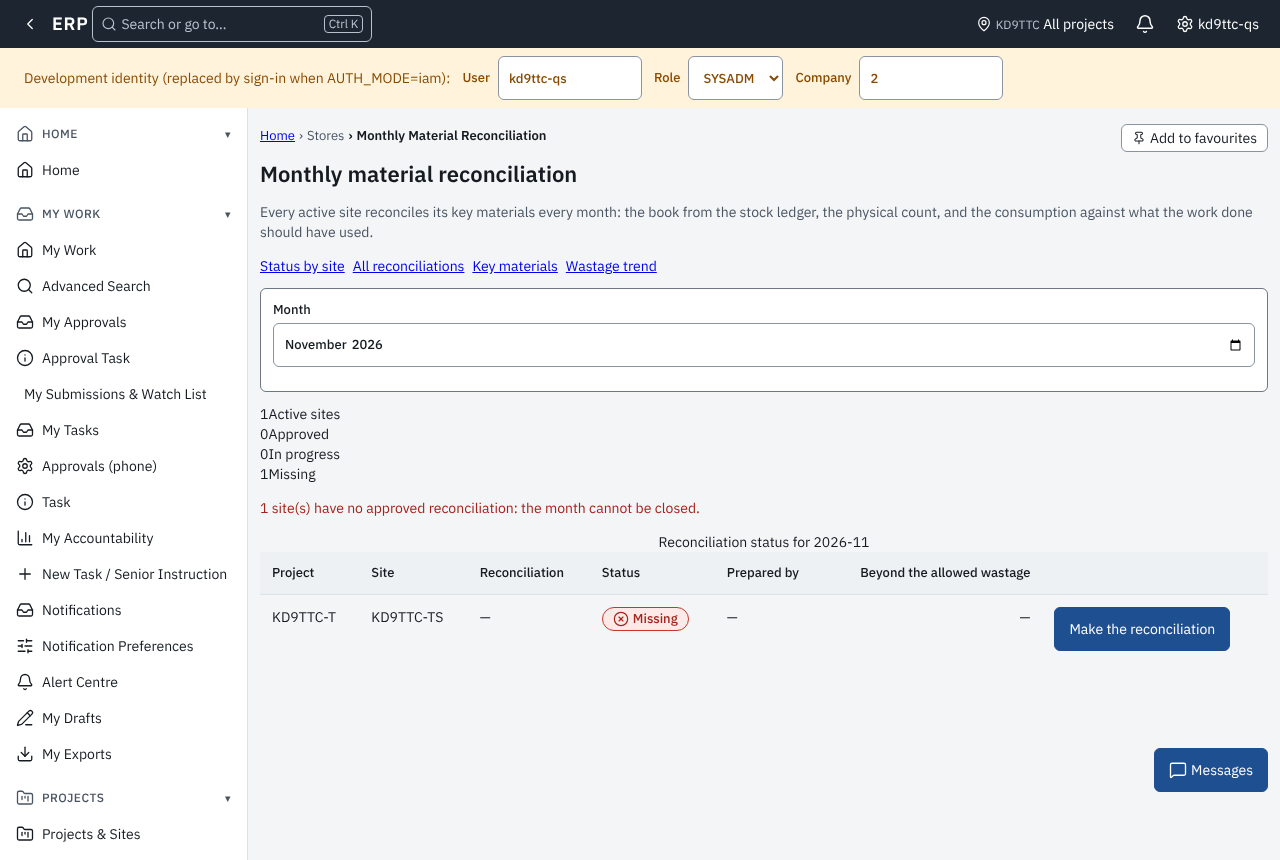 ERP
Search or go to...
Ctrl K
KD9TTC All projects
kd9ttc-qs
Development identity (replaced by sign-in when AUTH_MODE=iam):
User
kd9ttc-qs
Role
SYSADM
Company
2
HOME
Home
MY WORK
My Work
Advanced Search
My Approvals
Approval Task
My Submissions & Watch List
My Tasks
Approvals (phone)
Task
My Accountability
New Task / Senior Instruction
Notifications
Notification Preferences
Alert Centre
My Drafts
My Exports
PROJECTS
Projects & Sites
Home › Stores › Monthly Material Reconciliation
Add to favourites
Monthly material reconciliation
Every active site reconciles its key materials every month: the book from the stock ledger, the physical count, and the consumption against what the work done
should have used.
Status by site All reconciliations Key materials Wastage trend
Month
November 2026
1Active sites
0Approved
0In progress
1Missing
1 site(s) have no approved reconciliation: the month cannot be closed.
Reconciliation status for 2026-11
Project Site Reconciliation Status Prepared by Beyond the allowed wastage
KD9TTC-T KD9TTC-TS — Missing — — Make the reconciliation
Messages